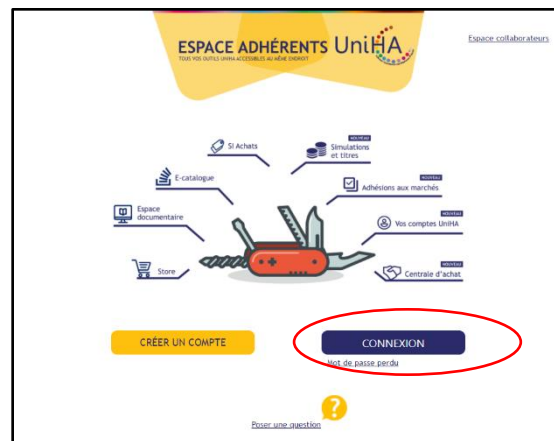 ESPACE ADHÉRENTS UniHA
TOUS VOS OUTILS UNIHA ACCESSIBLES AU MÊME ENDROIT
Espace collaborateurs
SI Achats
NOUVEAU
Simulations
et titres
E-catalogue
NOUVEAU
Adhésions aux marchés
Espace
documentaire
NOUVEAU
Vos comptes UniHA
Store
NOUVEAU
Centrale d'achat
CRÉER UN COMPTE
CONNEXION
Mot de passe perdu
?
Poser une question